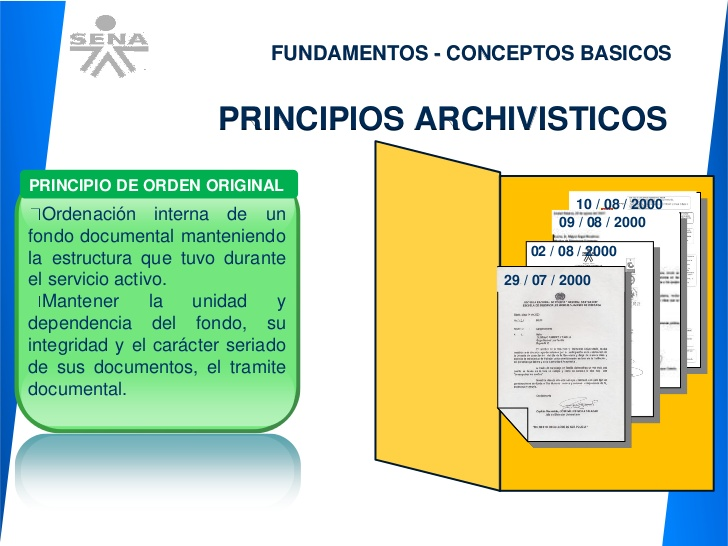 SENA
FUNDAMENTOS - CONCEPTOS BASICOS
PRINCIPIOS ARCHIVISTICOS
PRINCIPIO DE ORDEN ORIGINAL
Ordenación interna de un
fondo documental manteniendo
la estructura que tuvo durante
el servicio activo.
Mantener la unidad y
dependencia del fondo, su
integridad y el carácter seriado
de sus documentos, el tramite
documental.
10 / 08 / 2000
09 / 08 / 2000
02 / 08 / 2000
29 / 07 / 2000